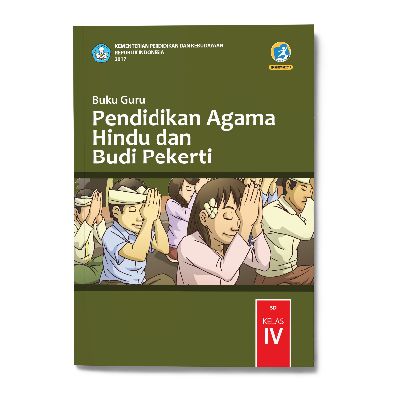 KEMENTERIAN PENDIDIKAN DAN KEBUDAYAAN
REPUBLIK INDONESIA
2017
Buku Guru
Pendidikan Agama
Hindu dan
Budi Pekerti
SD
KELAS
IV